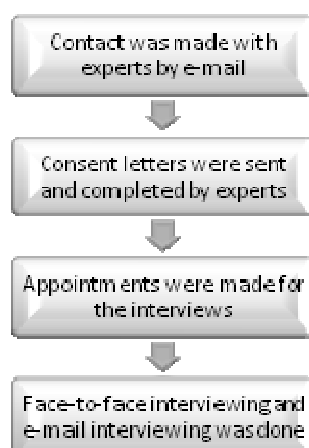 Contact was made with
experts by e-mail
Consent letters were sent
and completed by experts
Appointments were made for
the interviews
Face-to-face interviewing and
e-mail interviewing was done